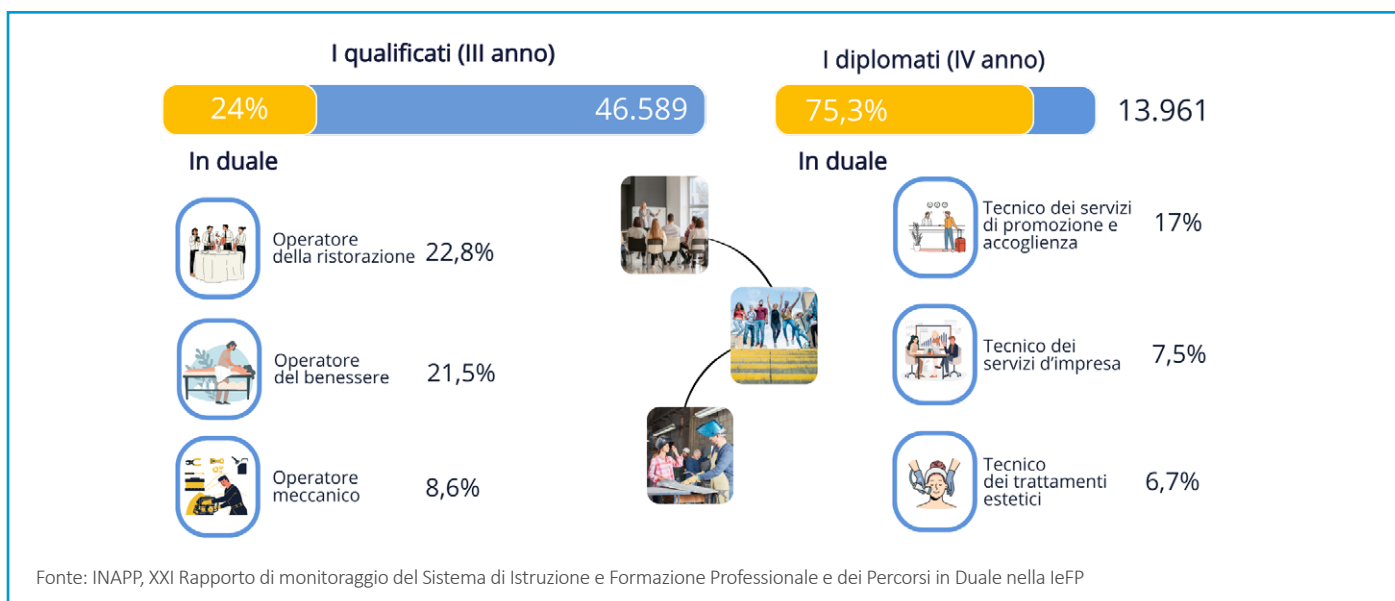 I qualificati (III anno)
24%
46.589
In duale
Operatore
della ristorazione
22,8%
Operatore
del benessere
21,5%
Operatore
meccanico
8,6%
I diplomati (IV anno)
75,3%
13.961
In duale
Tecnico dei servizi
di promozione e
accoglienza
17%
Tecnico dei
servizi d'impresa
7,5%
Tecnico
dei trattamenti
estetici
6,7%
Fonte: INAPP, XXI Rapporto di monitoraggio del Sistema di Istruzione e Formazione Professionale e dei Percorsi in Duale nella IeFP